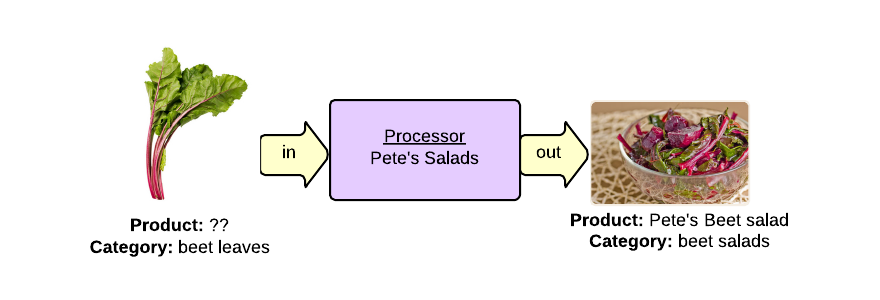 in
Processor
Pete's Salads
out
Product: ??
Category: beet leaves
Product: Pete's Beet salad
Category: beet salads